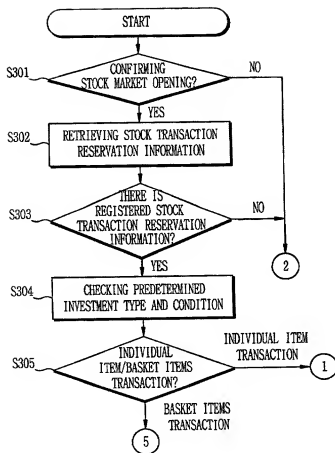 START
S301
CONFIRMING
STOCK MARKET OPENING?
NO
YES
S302
RETRIEVING STOCK TRANSACTION
RESERVATION INFORMATION
S303
THERE IS
REGISTERED STOCK
TRANSACTION RESERVATION
INFORMATION?
NO
YES
2
S304
CHECKING PREDETERMINED
INVESTMENT TYPE AND CONDITION
S305
INDIVIDUAL
ITEM/BASKET ITEMS
TRANSACTION?
INDIVIDUAL ITEM
TRANSACTION
1
BASKET ITEMS
TRANSACTION
5